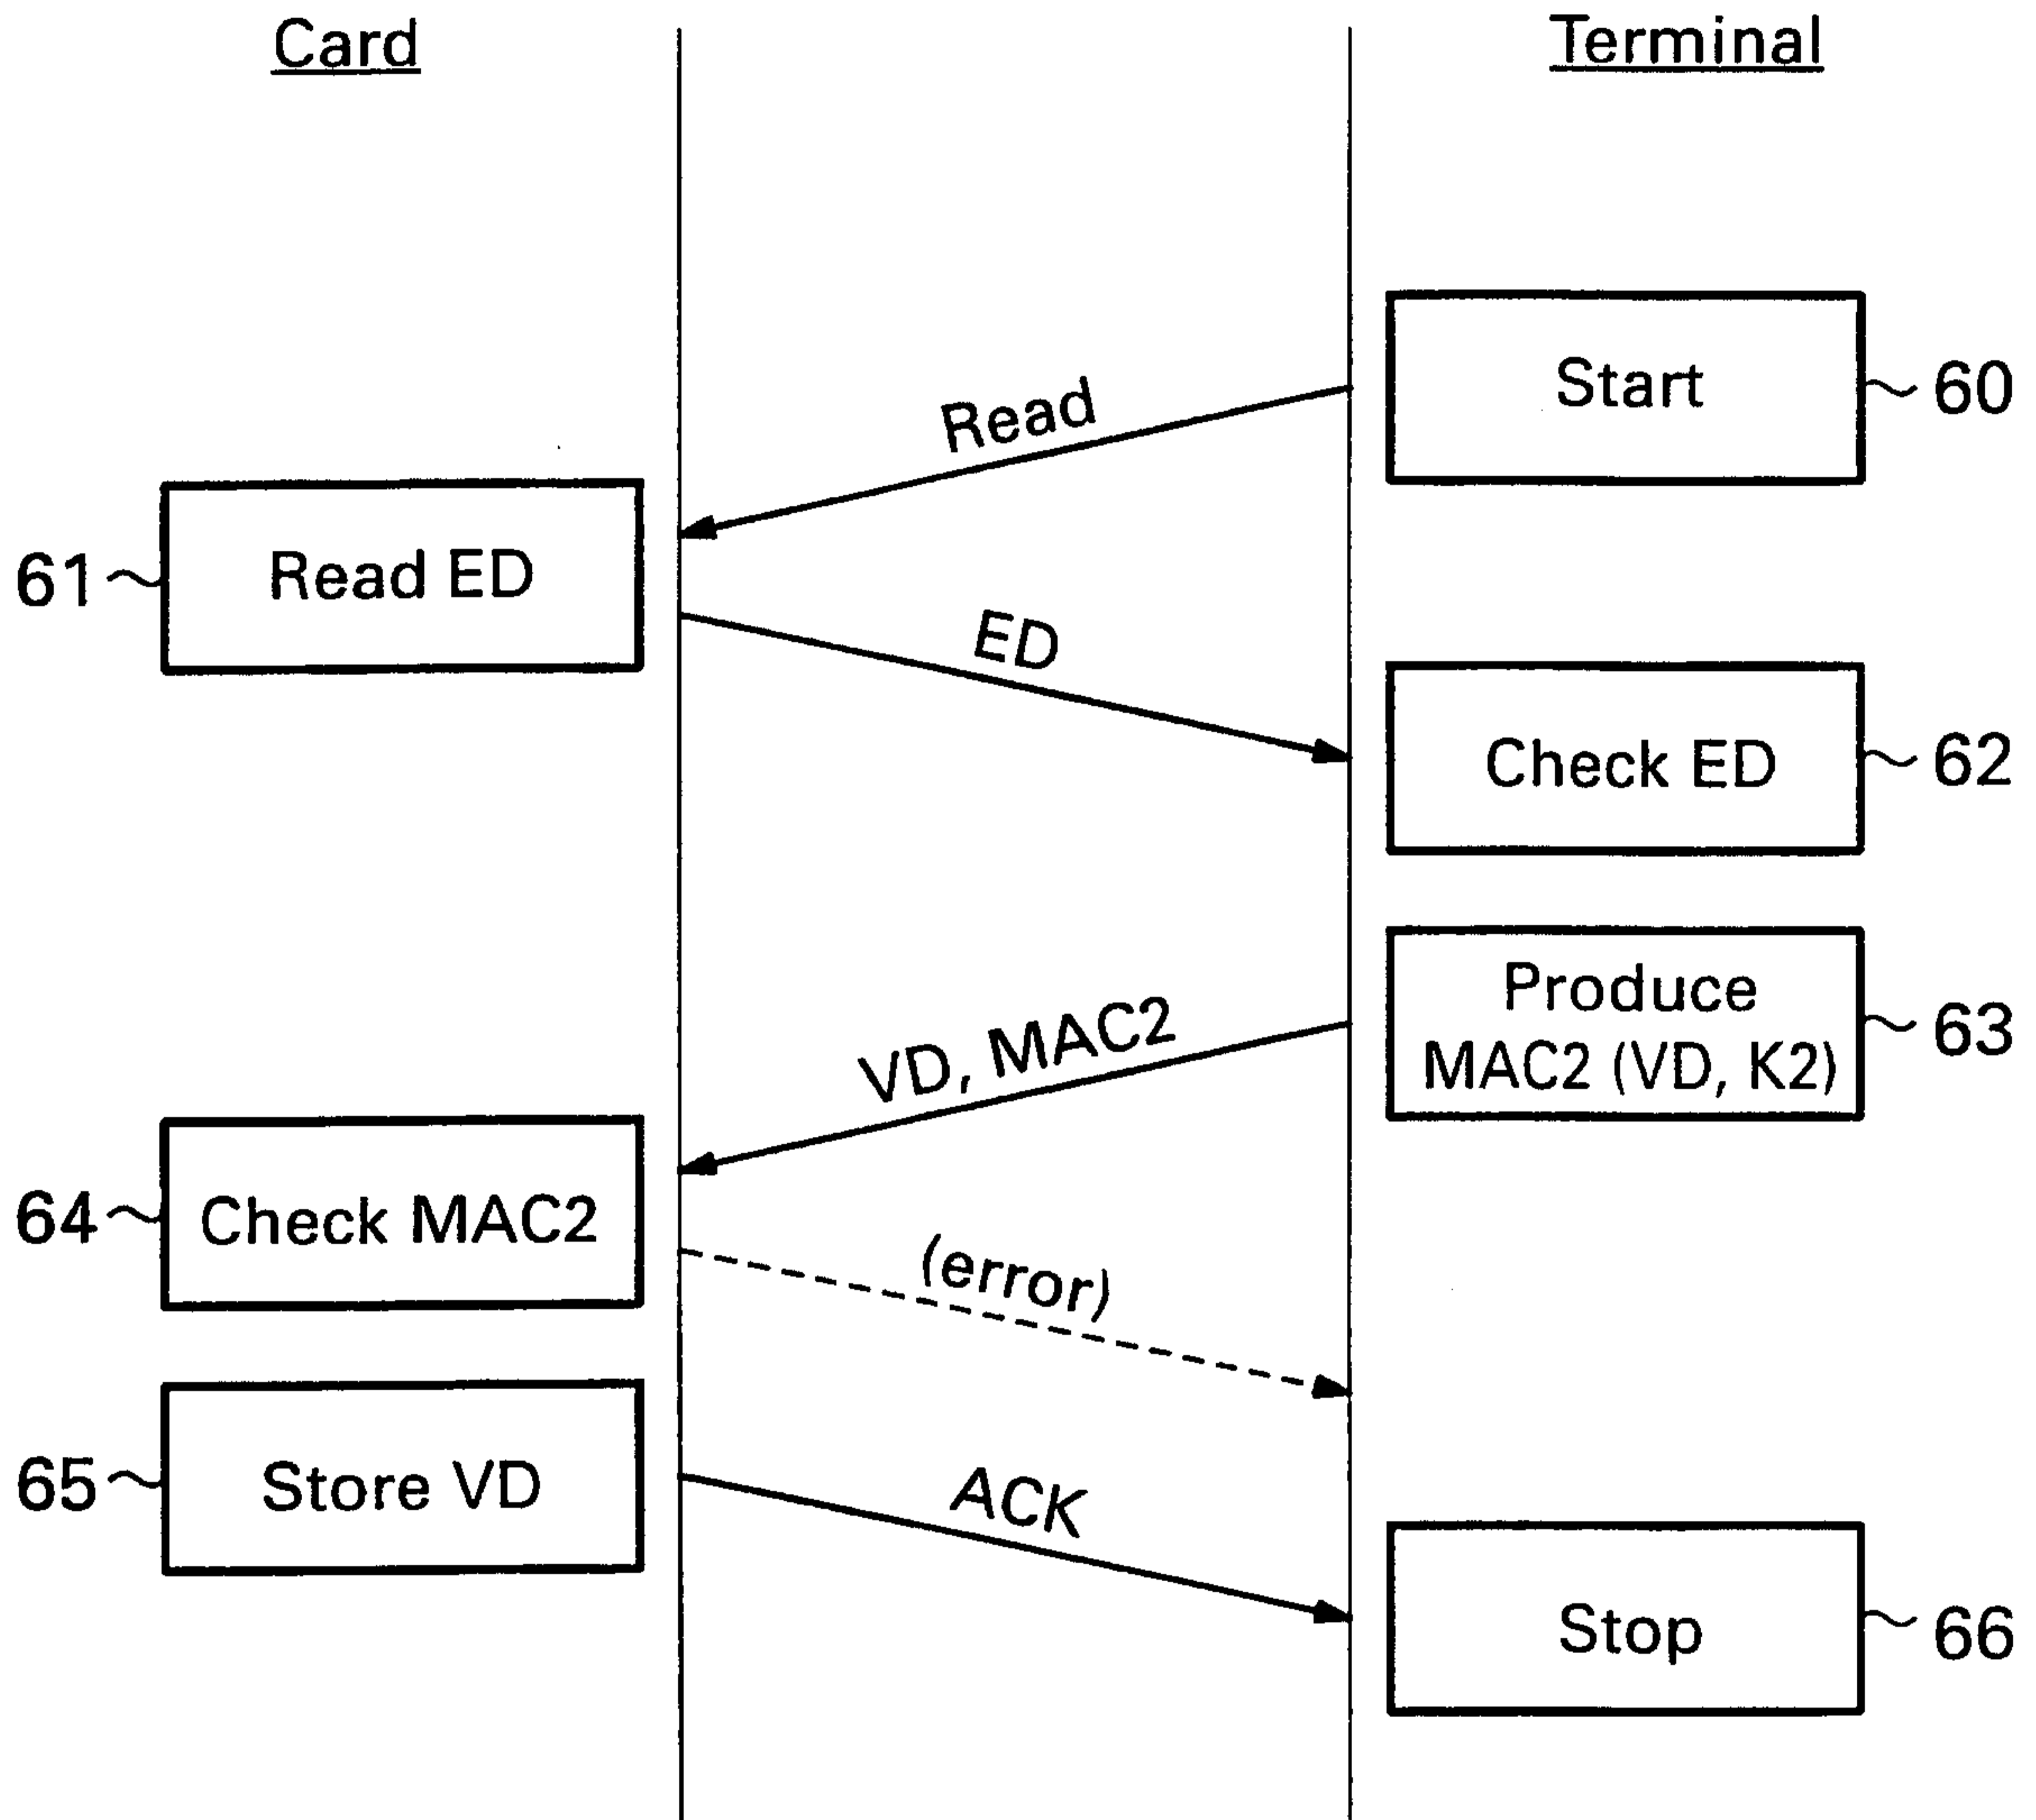 Card
Terminal
Start
60
Read
61
Read ED
ED
Check ED
62
Produce
MAC2 (VD, K2)
63
VD, MAC2
64
Check MAC2
(error)
65
Store VD
ACK
Stop
66